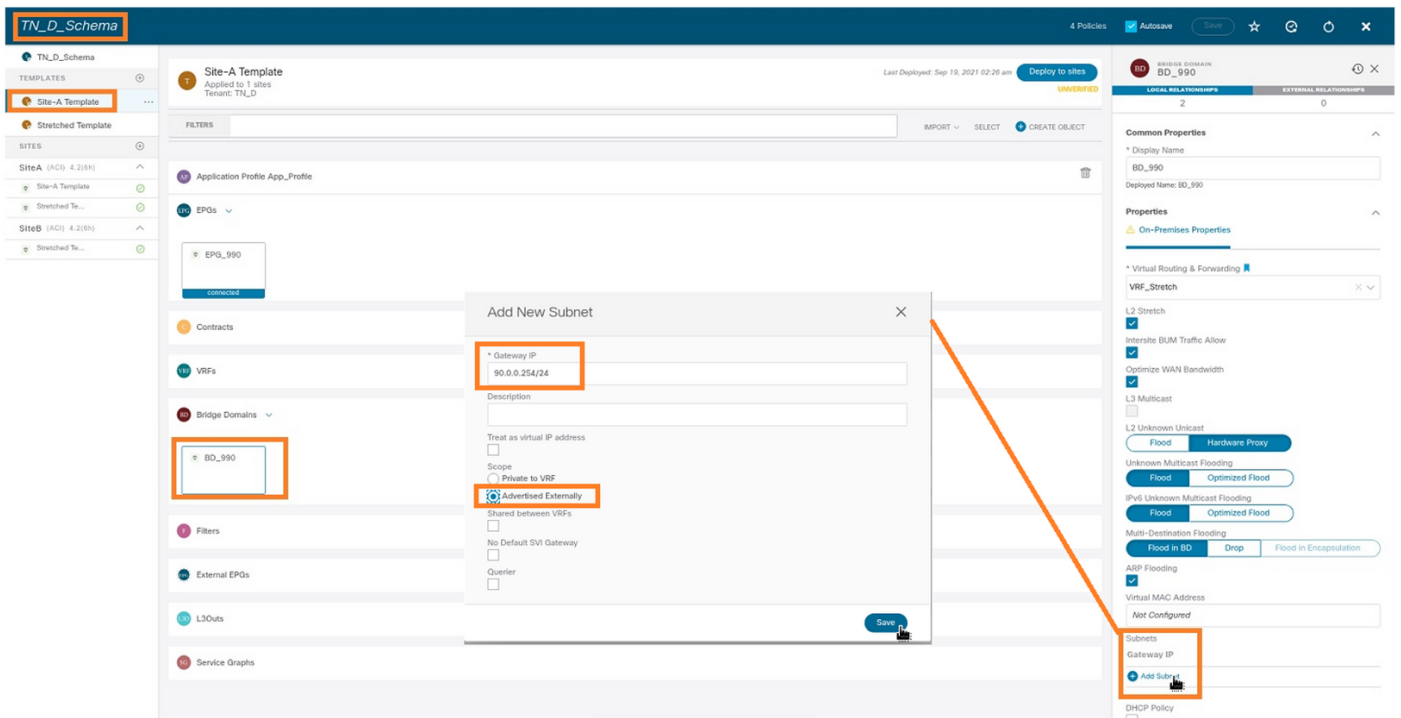 TN_D_Schema
4 Policies
Autosave
Save
TN_D_Schema
TEMPLATES
Site-A Template
Stretched Template
SITES
SiteA (ACI) 4.2(6h)
Site-A Template
Stretched Te...
SiteB (ACI) 4.2(6h)
Stretched Te...
T
Site-A Template
Applied to 1 sites
Tenant: TN_D
Last Deployed: Sep 19, 2021 02:26 am
Deploy to sites
UNVERIFIED
FILTERS
IMPORT
SELECT
CREATE OBJECT
AP
Application Profile App_Profile
EPG
EPGs
EPG_990
connected
C
Contracts
VRF
VRFs
BD
Bridge Domains
BD_990
F
Filters
External EPGs
L3Outs
SG
Service Graphs
Add New Subnet
* Gateway IP
90.0.0.254/24
Description
Treat as virtual IP address
Scope
Private to VRF
Advertised Externally
Shared between VRFs
No Default SVI Gateway
Querier
Save
BD
BRIDGE DOMAIN
BD_990
LOCAL RELATIONSHIPS
2
EXTERNAL RELATIONSHIPS
0
Common Properties
* Display Name
BD_990
Deployed Name: BD_990
Properties
On-Premises Properties
* Virtual Routing & Forwarding
VRF_Stretch
L2 Stretch
Intersite BUM Traffic Allow
Optimize WAN Bandwidth
L3 Multicast
L2 Unknown Unicast
Flood
Hardware Proxy
Unknown Multicast Flooding
Flood
Optimized Flood
IPv6 Unknown Multicast Flooding
Flood
Optimized Flood
Multi-Destination Flooding
Flood in BD
Drop
Flood in Encapsulation
ARP Flooding
Virtual MAC Address
Not Configured
Subnets
Gateway IP
Add Subnet
DHCP Policy